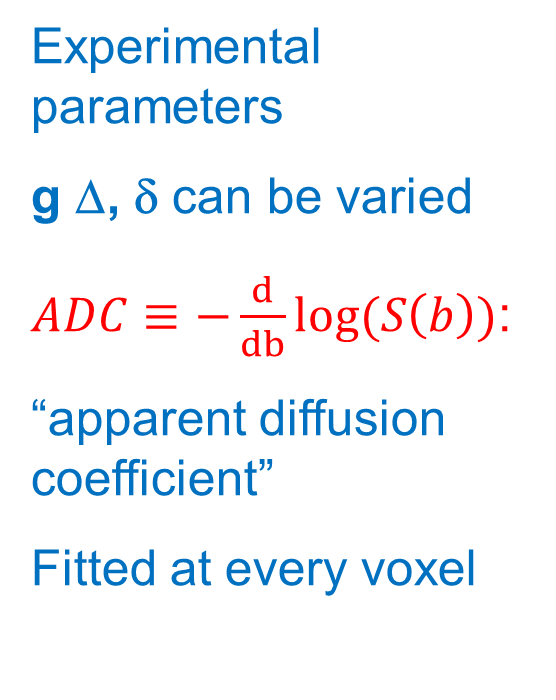 Experimental
parameters
g Δ, δ can be varied
ADC ≡ − d/db log(S(b)):
“apparent diffusion
coefficient”
Fitted at every voxel